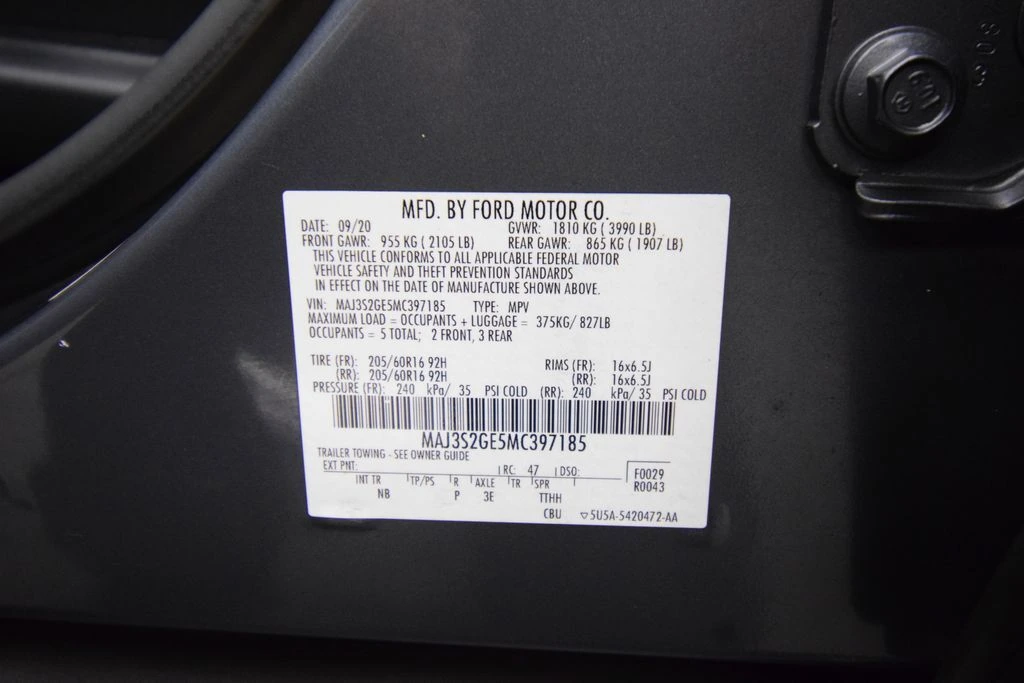 MFD. BY FORD MOTOR CO.
DATE: 09/20 GVWR: 1810 KG ( 3990 LB)
FRONT GAWR: 955 KG ( 2105 LB) REAR GAWR: 865 KG ( 1907 LB)
THIS VEHICLE CONFORMS TO ALL APPLICABLE FEDERAL MOTOR
VEHICLE SAFETY AND THEFT PREVENTION STANDARDS
IN EFFECT ON THE DATE OF MANUFACTURE SHOWN ABOVE.
VIN: MAJ3S2GE5MC397185 TYPE: MPV
MAXIMUM LOAD = OCCUPANTS + LUGGAGE = 375KG/ 827LB
OCCUPANTS = 5 TOTAL; 2 FRONT, 3 REAR
TIRE (FR): 205/60R16 92H RIMS (FR): 16x6.5J
(RR): 205/60R16 92H (RR): 16x6.5J
PRESSURE (FR): 240 kPa/ 35 PSI COLD (RR): 240 kPa/ 35 PSI COLD
MAJ3S2GE5MC397185
TRAILER TOWING - SEE OWNER GUIDE
EXT PNT: RC: 47 DSO: F0029
INT TR TP/PS R AXLE TR SPR R0043
NB P 3E TTHH
CBU ▽5U5A-5420472-AA